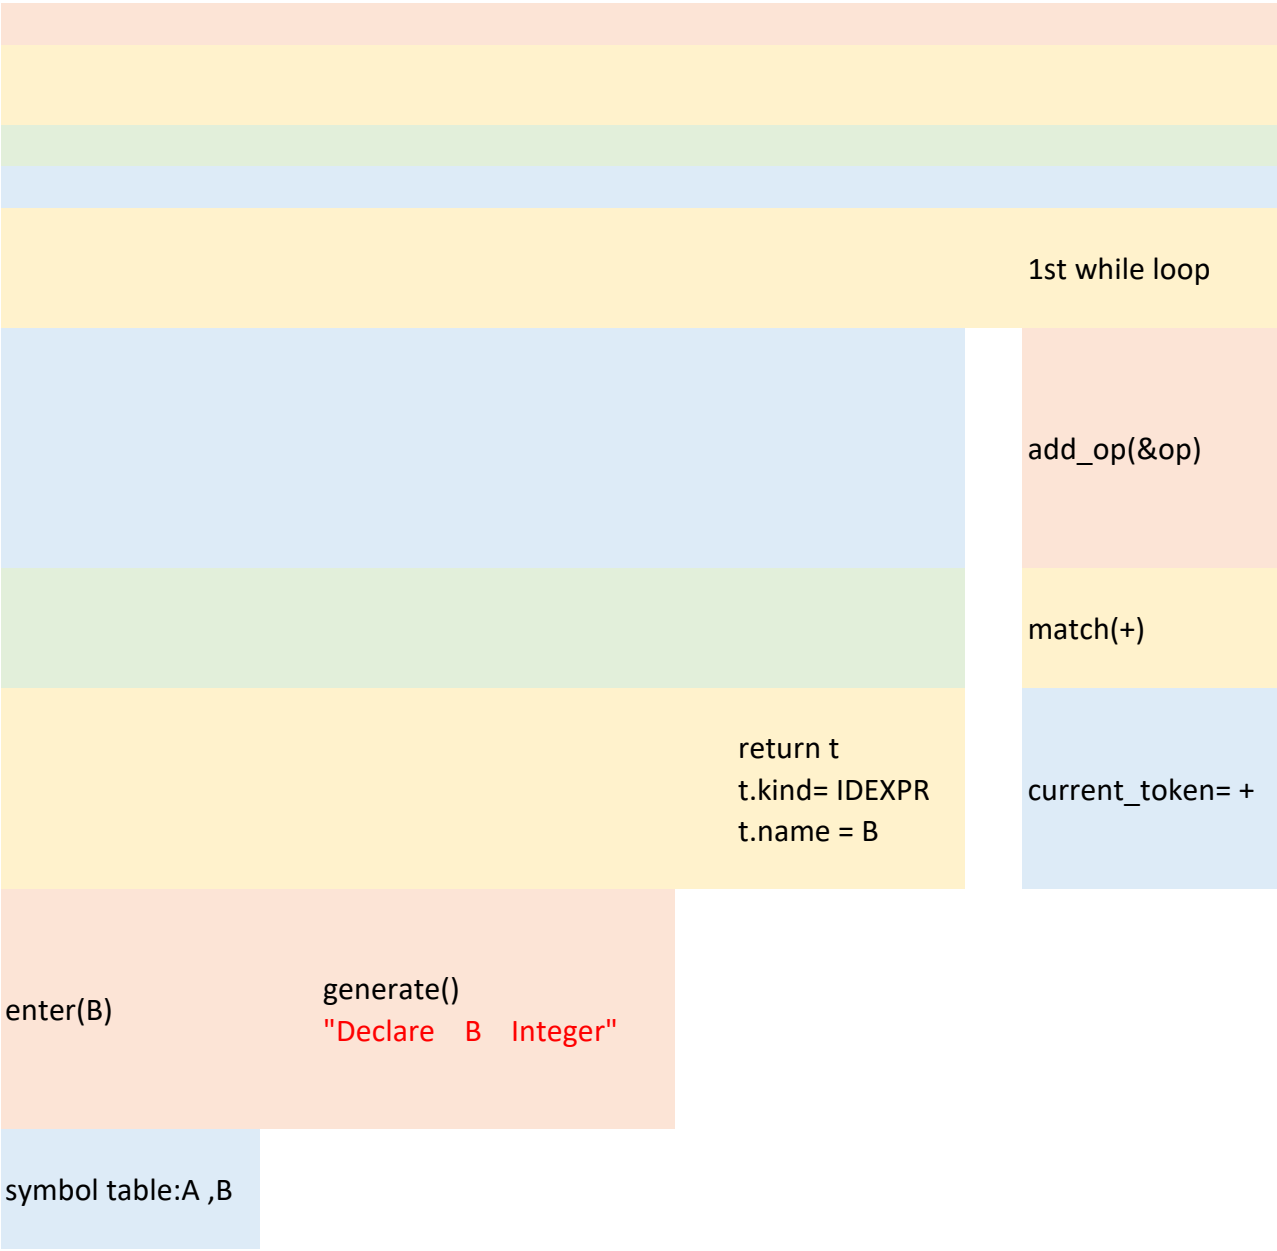 1st while loop
add_op(&op)
match(+)
return t
t.kind= IDEXPR
t.name = B
current_token= +
enter(B)
generate()
"Declare    B    Integer"
symbol table:A ,B